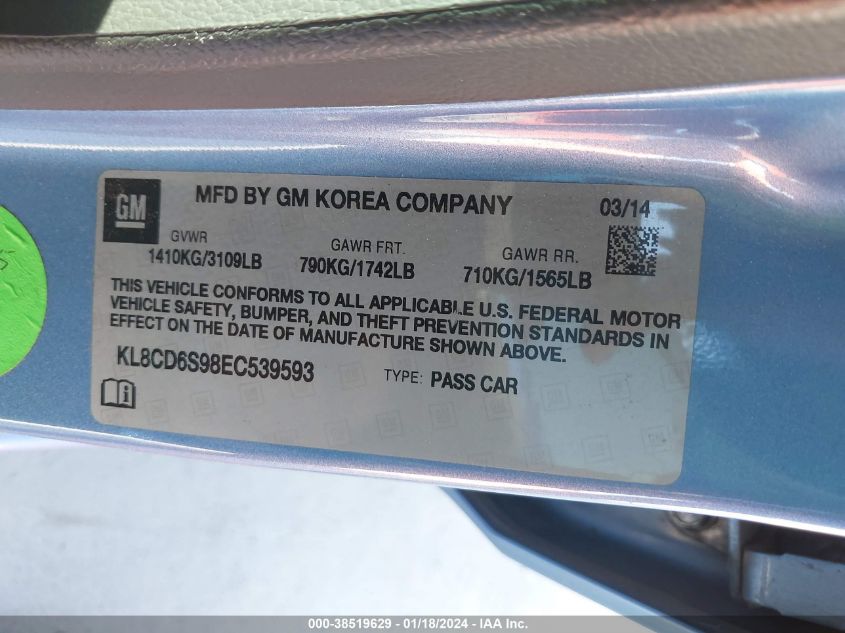 GM
MFD BY GM KOREA COMPANY 03/14
GVWR GAWR FRT. GAWR RR.
1410KG/3109LB 790KG/1742LB 710KG/1565LB
THIS VEHICLE CONFORMS TO ALL APPLICABLE U.S. FEDERAL MOTOR
VEHICLE SAFETY, BUMPER, AND THEFT PREVENTION STANDARDS IN
EFFECT ON THE DATE OF MANUFACTURE SHOWN ABOVE.
KL8CD6S98EC539593 TYPE: PASS CAR
000-38519629 - 01/18/2024 - IAA Inc.